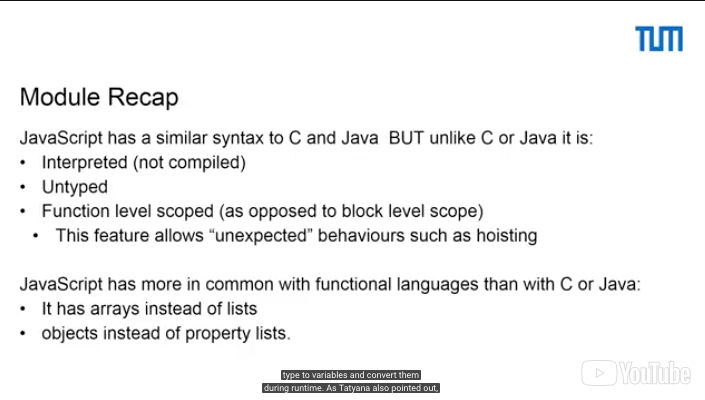 TUM
Module Recap
JavaScript has a similar syntax to C and Java BUT unlike C or Java it is:
• Interpreted (not compiled)
• Untyped
• Function level scoped (as opposed to block level scope)
• This feature allows “unexpected” behaviours such as hoisting
JavaScript has more in common with functional languages than with C or Java:
• It has arrays instead of lists
• objects instead of property lists.
type to variables and convert them
during runtime. As Tatyana also pointed out,
YouTube